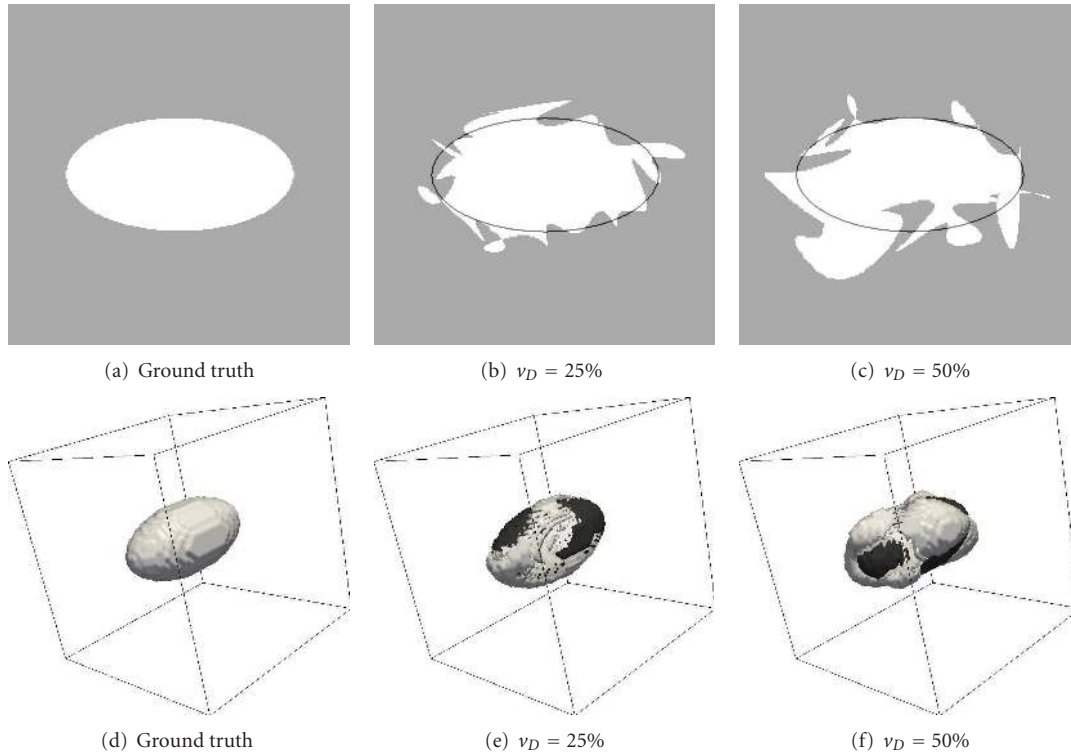 (a) Ground truth
(b) v_D = 25%
(c) v_D = 50%
(d) Ground truth
(e) v_D = 25%
(f) v_D = 50%